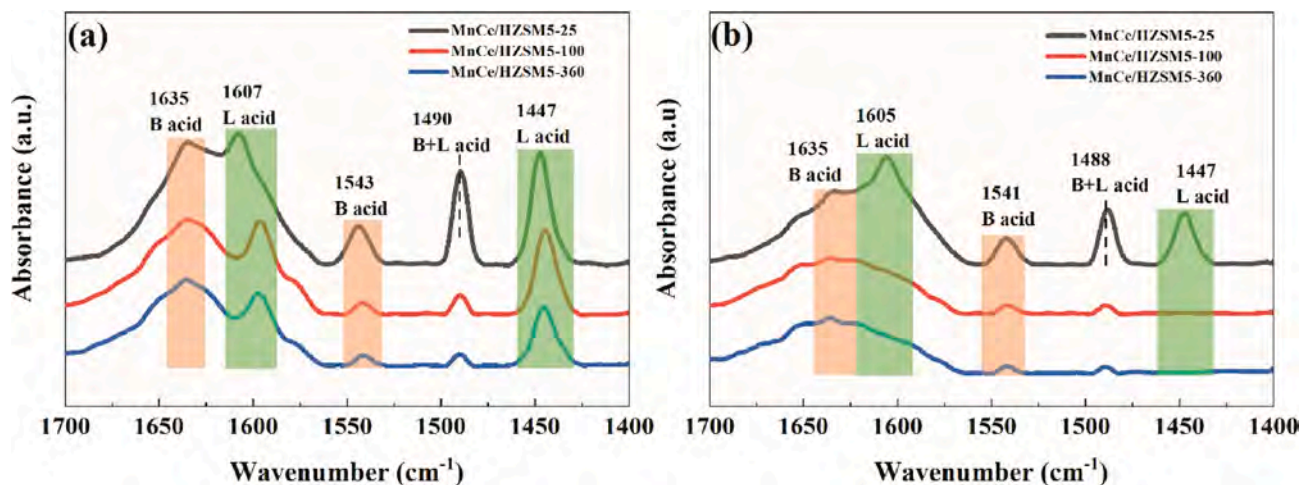 (a)
MnCe/HZSM5-25
MnCe/HZSM5-100
MnCe/HZSM5-360
1635
B acid
1607
L acid
1543
B acid
1490
B+L acid
1447
L acid
Absorbance (a.u.)
1700 1650 1600 1550 1500 1450 1400
Wavenumber (cm⁻¹)
(b)
MnCe/HZSM5-25
MnCe/HZSM5-100
MnCe/HZSM5-360
1635
B acid
1605
L acid
1541
B acid
1488
B+L acid
1447
L acid
Absorbance (a.u)
1700 1650 1600 1550 1500 1450 1400
Wavenumber (cm⁻¹)